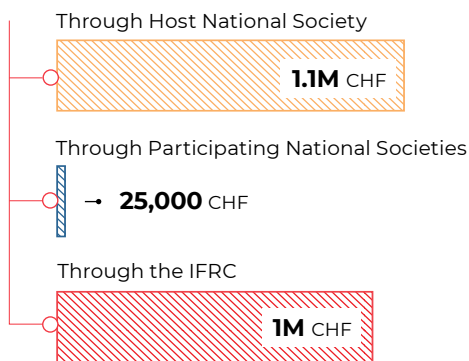 Through Host National Society
1.1M CHF
Through Participating National Societies
25,000 CHF
Through the IFRC
1M CHF